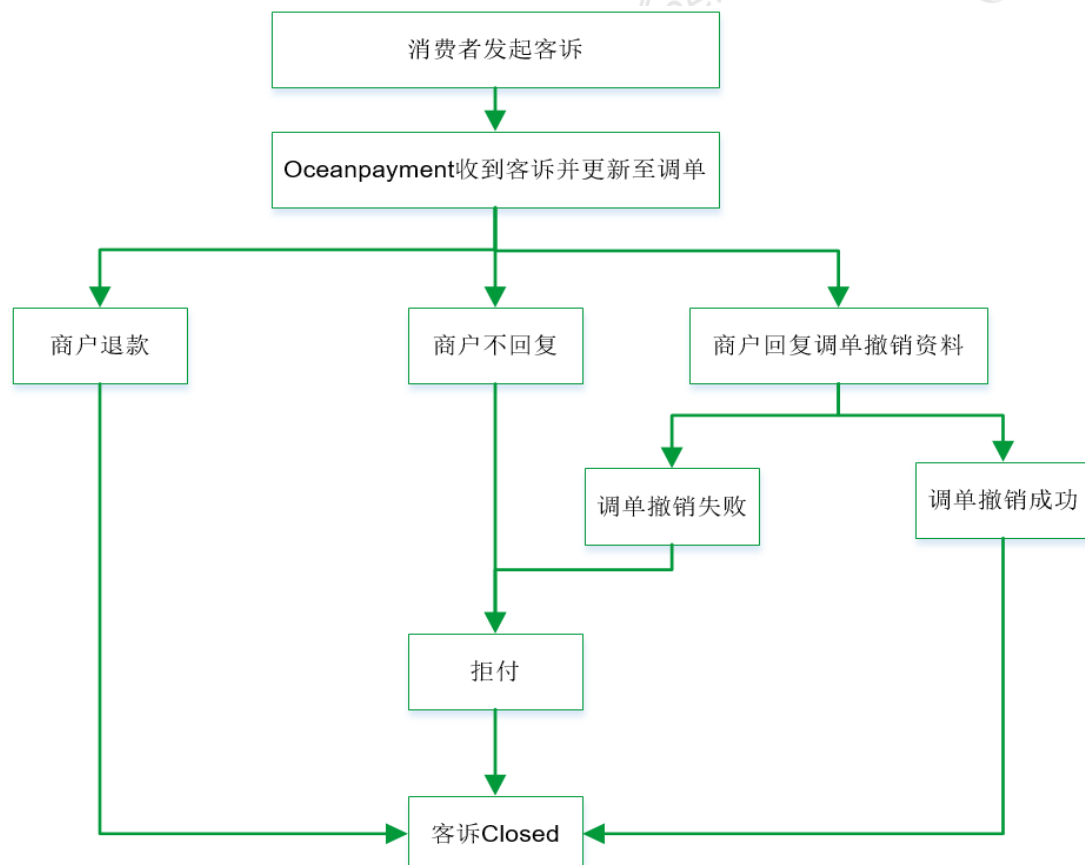 消费者发起客诉
Oceanpayment收到客诉并更新至调单
商户退款
商户不回复
商户回复调单撤销资料
调单撤销失败
调单撤销成功
拒付
客诉Closed